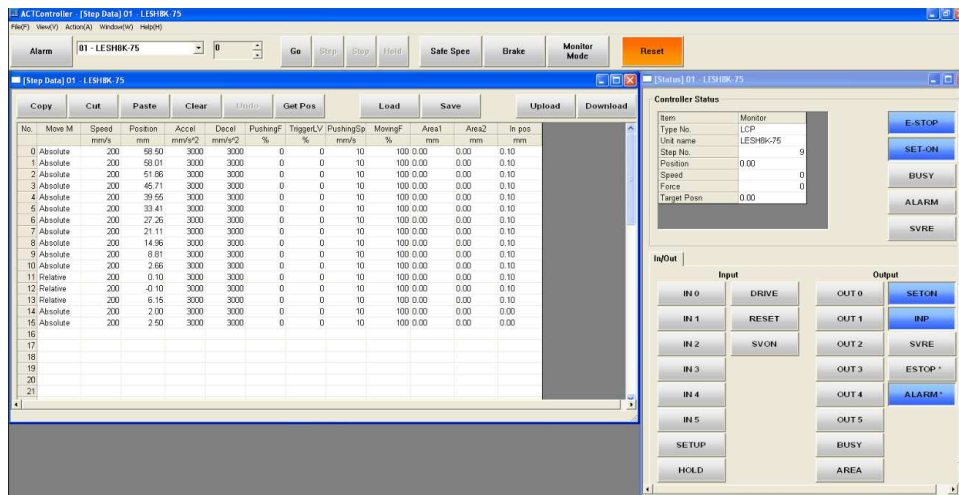 ACTController - [Step Data] 01 - LESH8K-75
File(F) View(V) Action(A) Window(W) Help(H)
Alarm 01 - LESH8K-75 0 Go Step Stop Hold Safe Spee Brake Monitor Mode Reset
[Step Data] 01 - LESH8K-75
Copy Cut Paste Clear Undo Get Pos Load Save Upload Download
No. Move M Speed Position Accel Decel PushingF TriggerLV PushingSp MovingF Area1 Area2 In pos
mm/s mm mm/s^2 mm/s^2 % % mm/s % mm mm mm
0 Absolute 200 58.50 3000 3000 0 0 10 100 0.00 0.00 0.10
1 Absolute 200 58.01 3000 3000 0 0 10 100 0.00 0.00 0.10
2 Absolute 200 51.86 3000 3000 0 0 10 100 0.00 0.00 0.10
3 Absolute 200 45.71 3000 3000 0 0 10 100 0.00 0.00 0.10
4 Absolute 200 39.55 3000 3000 0 0 10 100 0.00 0.00 0.10
5 Absolute 200 33.41 3000 3000 0 0 10 100 0.00 0.00 0.10
6 Absolute 200 27.26 3000 3000 0 0 10 100 0.00 0.00 0.10
7 Absolute 200 21.11 3000 3000 0 0 10 100 0.00 0.00 0.10
8 Absolute 200 14.96 3000 3000 0 0 10 100 0.00 0.00 0.10
9 Absolute 200 8.81 3000 3000 0 0 10 100 0.00 0.00 0.10
10 Absolute 200 2.66 3000 3000 0 0 10 100 0.00 0.00 0.10
11 Relative 200 0.10 3000 3000 0 0 10 100 0.00 0.00 0.10
12 Relative 200 -0.10 3000 3000 0 0 10 100 0.00 0.00 0.10
13 Relative 200 6.15 3000 3000 0 0 10 100 0.00 0.00 0.10
14 Absolute 200 2.00 3000 3000 0 0 10 100 0.00 0.00 0.00
15 Absolute 200 2.50 3000 3000 0 0 10 100 0.00 0.00 0.00
16
17
18
19
20
21
[Status] 01 - LESH8K-75
Controller Status
Item Monitor
Type No. LCP
Unit name LESH8K-75
Step No. 9
Position 0.00
Speed 0
Force 0
Target Posn 0.00
E-STOP
SET-ON
BUSY
ALARM
SVRE
In/Out
Input Output
IN 0 DRIVE OUT 0 SETON
IN 1 RESET OUT 1 INP
IN 2 SVON OUT 2 SVRE
IN 3 OUT 3 ESTOP *
IN 4 OUT 4 ALARM *
IN 5 OUT 5
SETUP BUSY
HOLD AREA